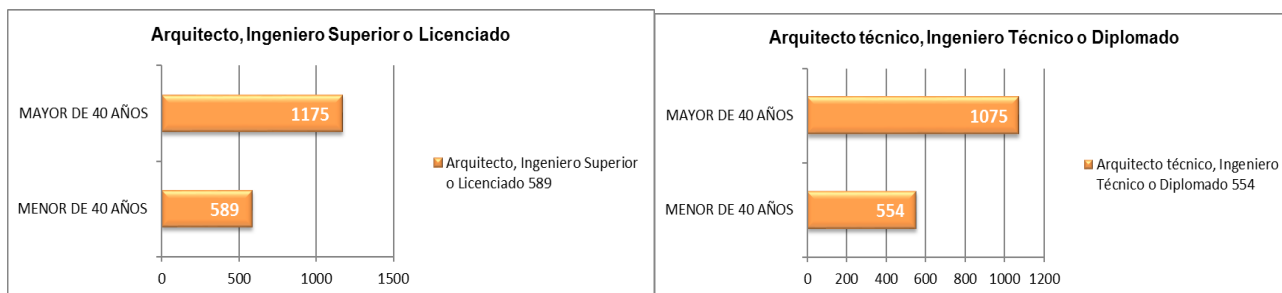 Arquitecto, Ingeniero Superior o Licenciado
MAYOR DE 40 AÑOS
1175
MENOR DE 40 AÑOS
589
0 500 1000 1500
Arquitecto, Ingeniero Superior
o Licenciado 589
Arquitecto técnico, Ingeniero Técnico o Diplomado
MAYOR DE 40 AÑOS
1075
MENOR DE 40 AÑOS
554
0 200 400 600 800 1000 1200
Arquitecto técnico, Ingeniero
Técnico o Diplomado 554